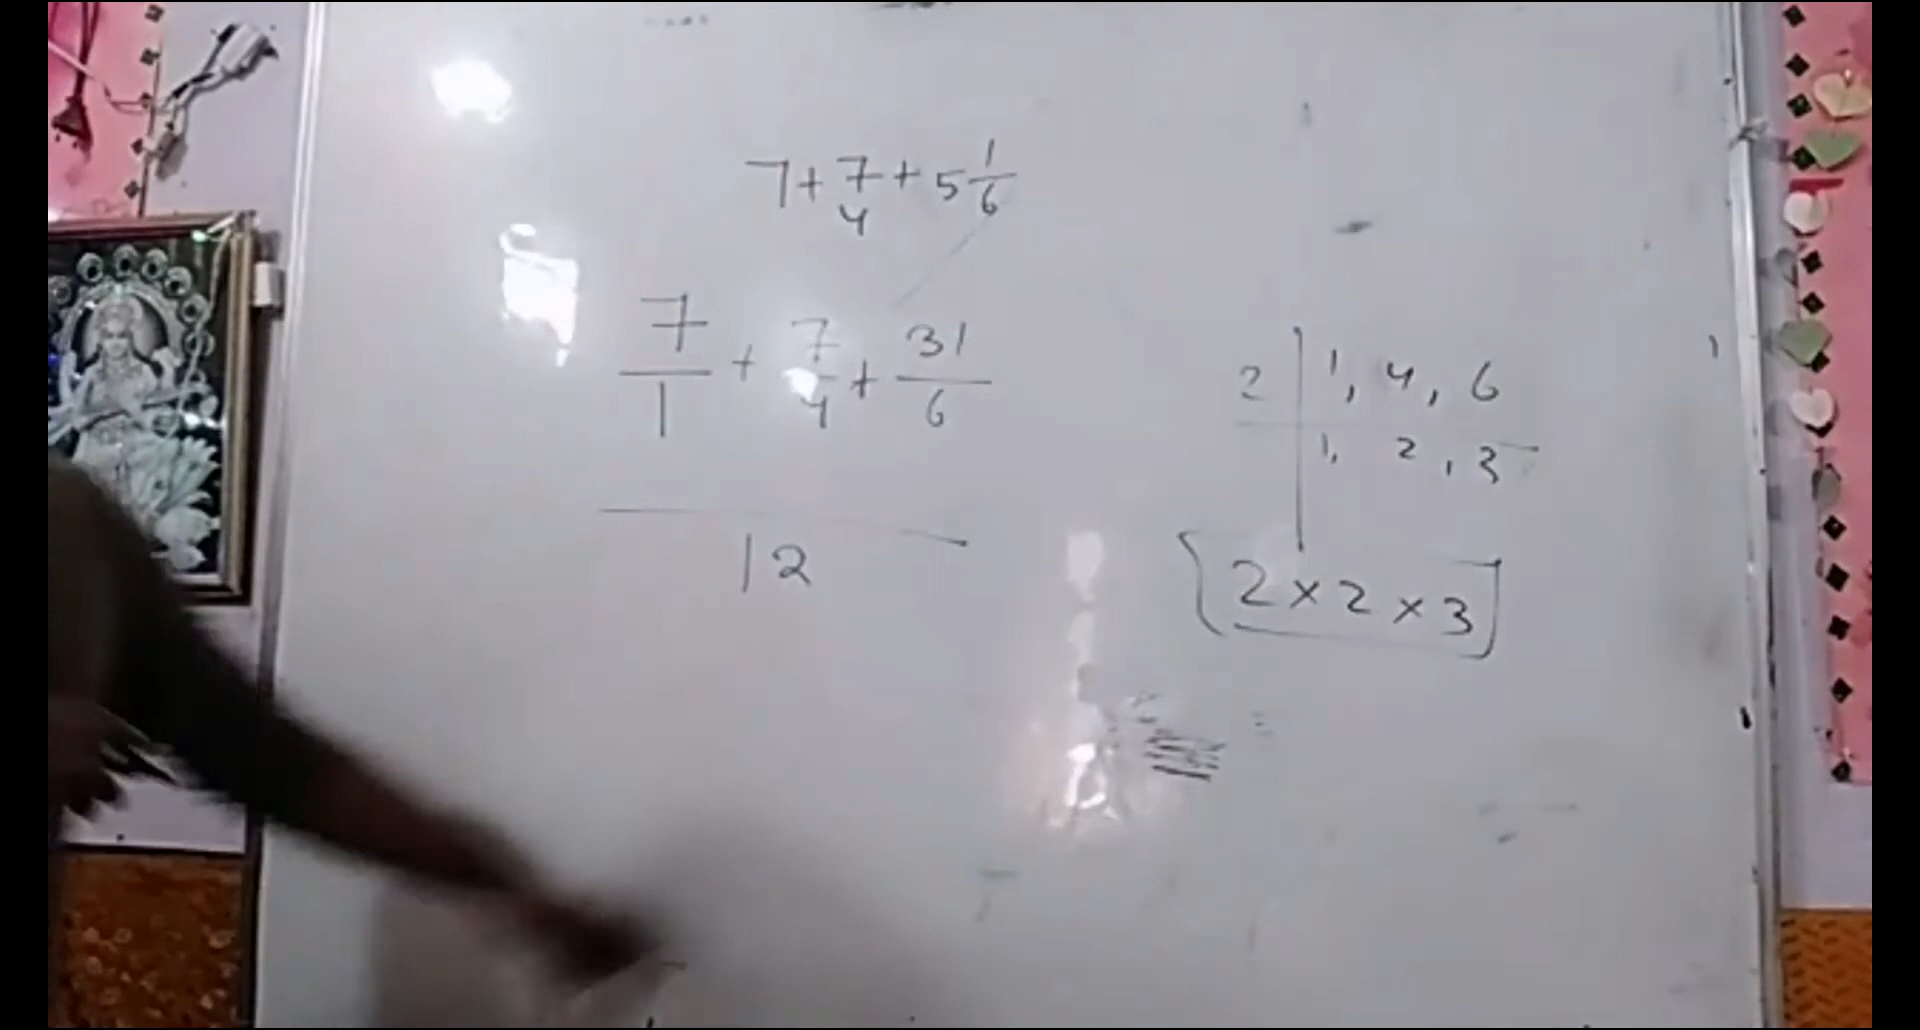 7 + 7/4 + 5 1/6
7/1 + 7/4 + 31/6
12
2 | 1, 4, 6
1, 2, 3
[2 × 2 × 3]